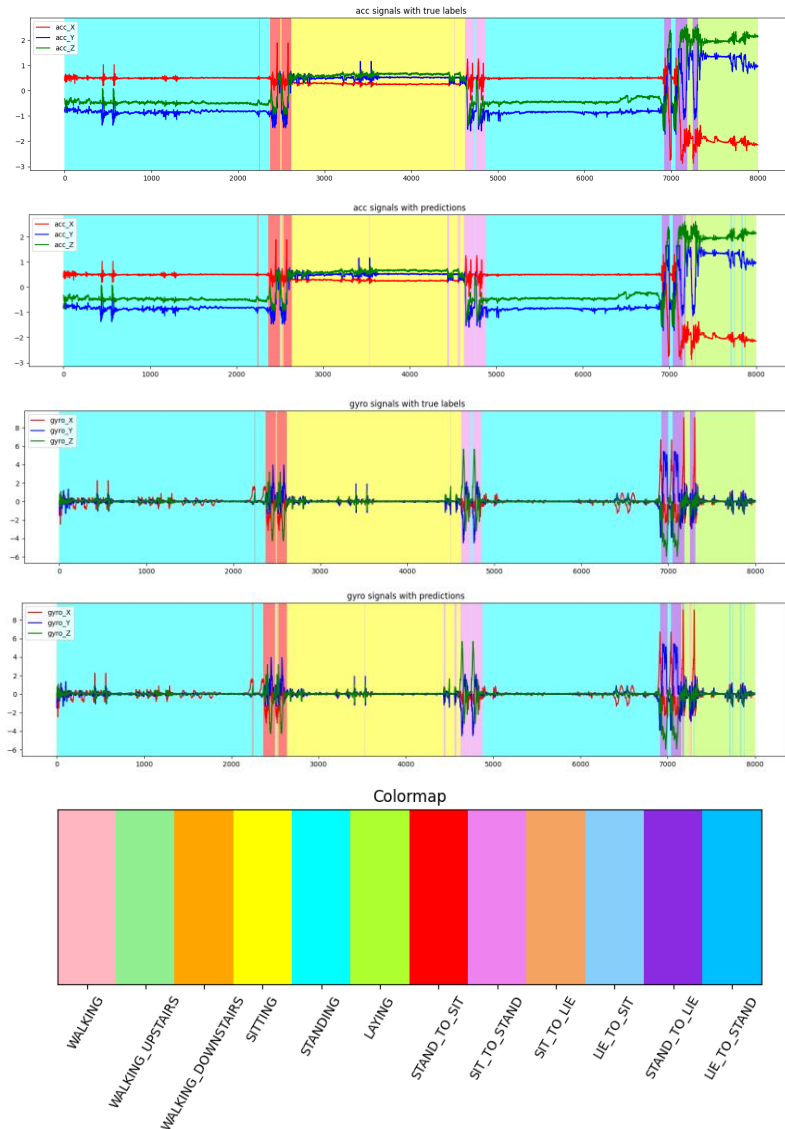 acc signals with true labels
acc_X
acc_Y
acc_Z
2
1
0
−1
−2
−3
0
1000
2000
3000
4000
5000
6000
7000
8000
acc signals with predictions
acc_X
acc_Y
acc_Z
2
1
0
−1
−2
−3
0
1000
2000
3000
4000
5000
6000
7000
8000
gyro signals with true labels
gyro_X
gyro_Y
gyro_Z
8
6
4
2
0
−2
−4
−6
0
1000
2000
3000
4000
5000
6000
7000
8000
gyro signals with predictions
gyro_X
gyro_Y
gyro_Z
8
6
4
2
0
−2
−4
−6
0
1000
2000
3000
4000
5000
6000
7000
8000
Colormap
WALKING
WALKING_UPSTAIRS
WALKING_DOWNSTAIRS
SITTING
STANDING
LAYING
STAND_TO_SIT
SIT_TO_STAND
SIT_TO_LIE
LIE_TO_SIT
STAND_TO_LIE
LIE_TO_STAND